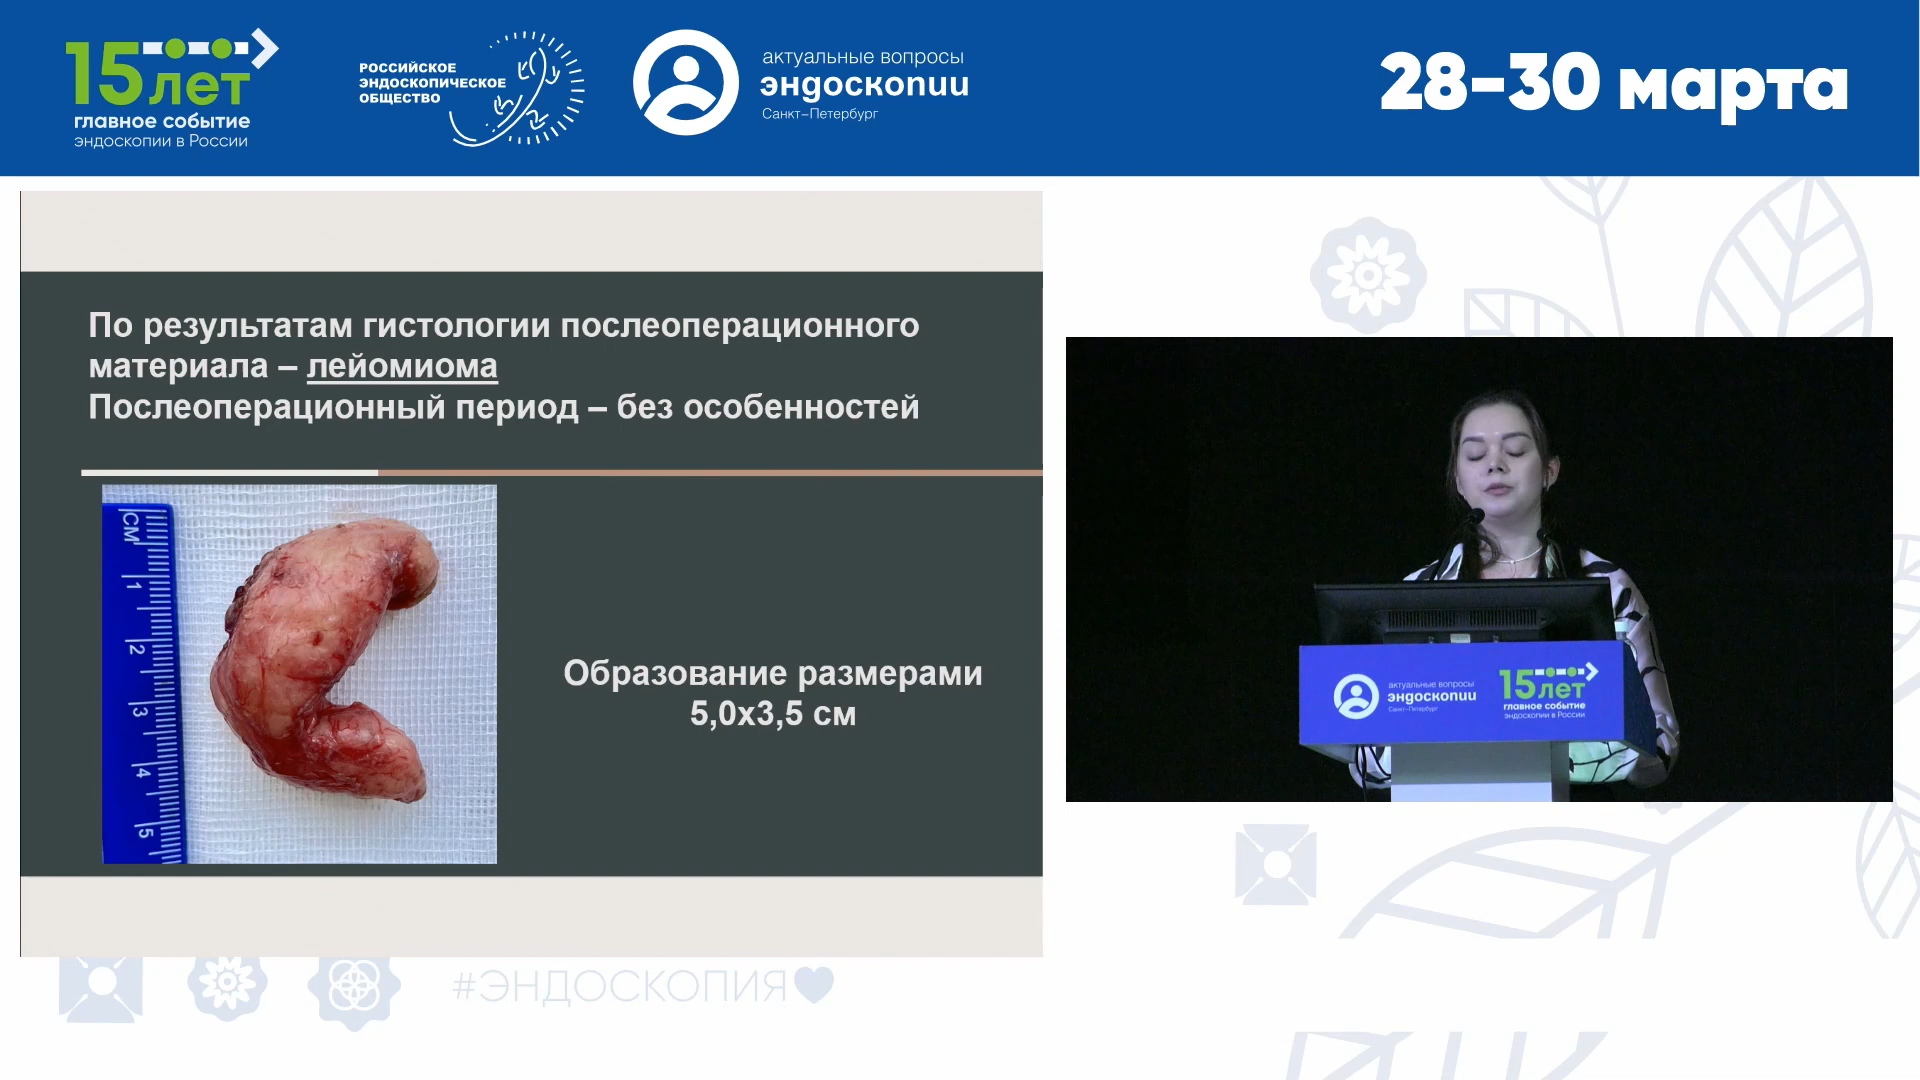 15 лет
главное событие
эндоскопии в России
РОССИЙСКОЕ
ЭНДОСКОПИЧЕСКОЕ
ОБЩЕСТВО
актуальные вопросы
эндоскопии
Санкт-Петербург
28-30 марта
По результатам гистологии послеоперационного
материала – лейомиома
Послеоперационный период – без особенностей
СМ
1
2
3
4
5
Образование размерами
5,0х3,5 см
актуальные вопросы
эндоскопии
Санкт-Петербург
15 лет
главное событие
эндоскопии в России
#ЭНДОСКОПИЯ